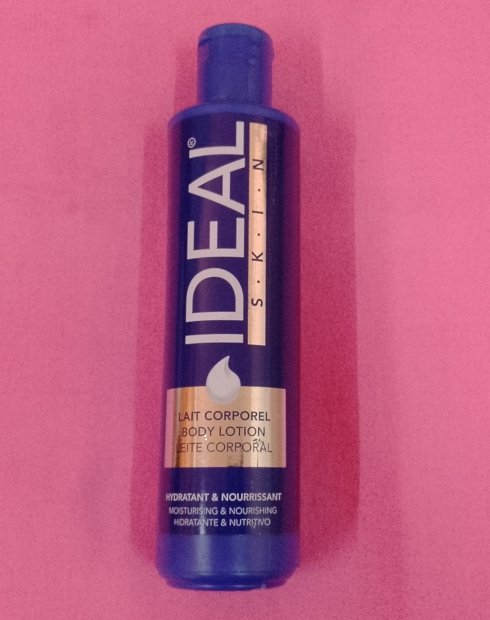 IDEAL®
S·K·I·N
LAIT CORPOREL
BODY LOTION
LEITE CORPORAL
HYDRATANT & NOURRISSANT
MOISTURISING & NOURISHING
HIDRATANTE & NUTRITIVO